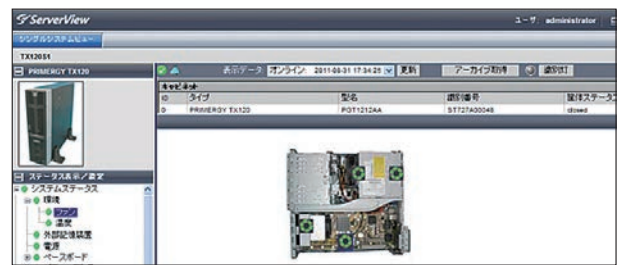 ServerView
ユーザ: administrator
シングルシステムビュー
TX120S1
PRIMERGY TX120
表示データ オンライン: 2011-08-31 17:34:25 更新 アーカイブ取得 識別灯
キャビネット
ID タイプ 型名 識別番号 筐体ステータス
0 PRIMERGY TX120 PGT1212AA ST727A00048 closed
ステータス表示/設定
システムステータス
環境
ファン
温度
外部記憶装置
電源
ベースボード